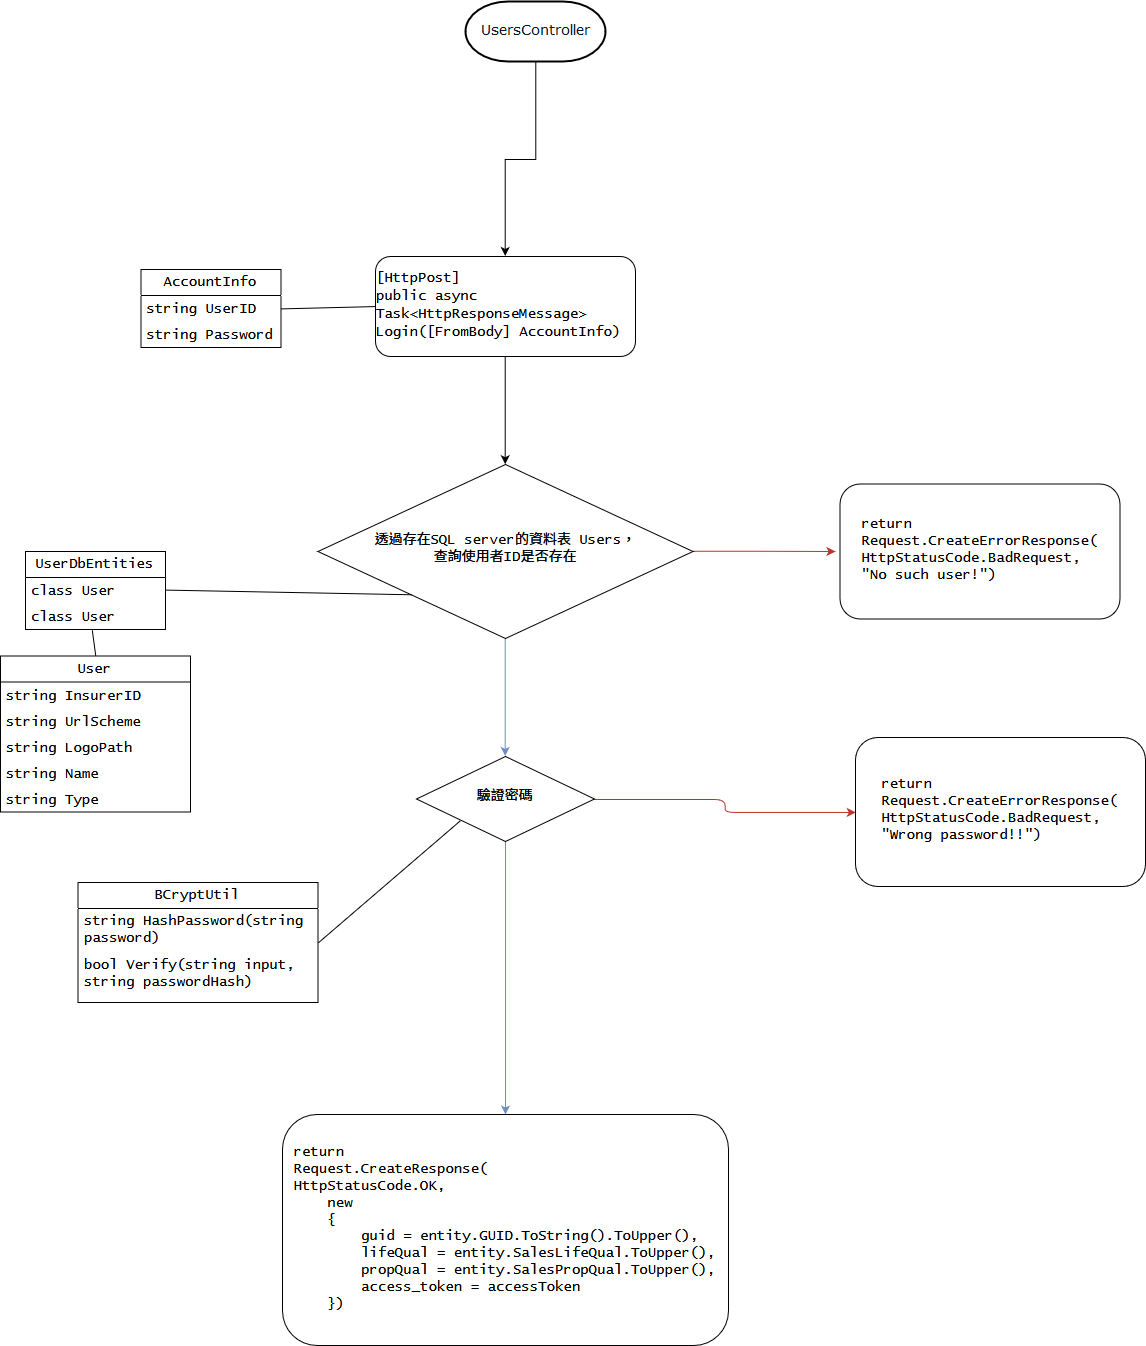 UsersController
AccountInfo
string UserID
string Password
[HttpPost]
public async
Task<HttpResponseMessage>
Login([FromBody] AccountInfo)
透過存在SQL server的資料表 Users，
查詢使用者ID是否存在
return
Request.CreateErrorResponse(
HttpStatusCode.BadRequest,
"No such user!")
UserDbEntities
class User
class User
User
string InsurerID
string UrlScheme
string LogoPath
string Name
string Type
驗證密碼
return
Request.CreateErrorResponse(
HttpStatusCode.BadRequest,
"Wrong password!!")
BCryptUtil
string HashPassword(string
password)
bool Verify(string input,
string passwordHash)
return
Request.CreateResponse(
HttpStatusCode.OK,
    new
    {
        guid = entity.GUID.ToString().ToUpper(),
        lifeQual = entity.SalesLifeQual.ToUpper(),
        propQual = entity.SalesPropQual.ToUpper(),
        access_token = accessToken
    })